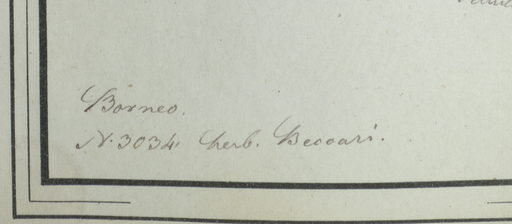 Borneo.
N. 3034 herb. Beccari.